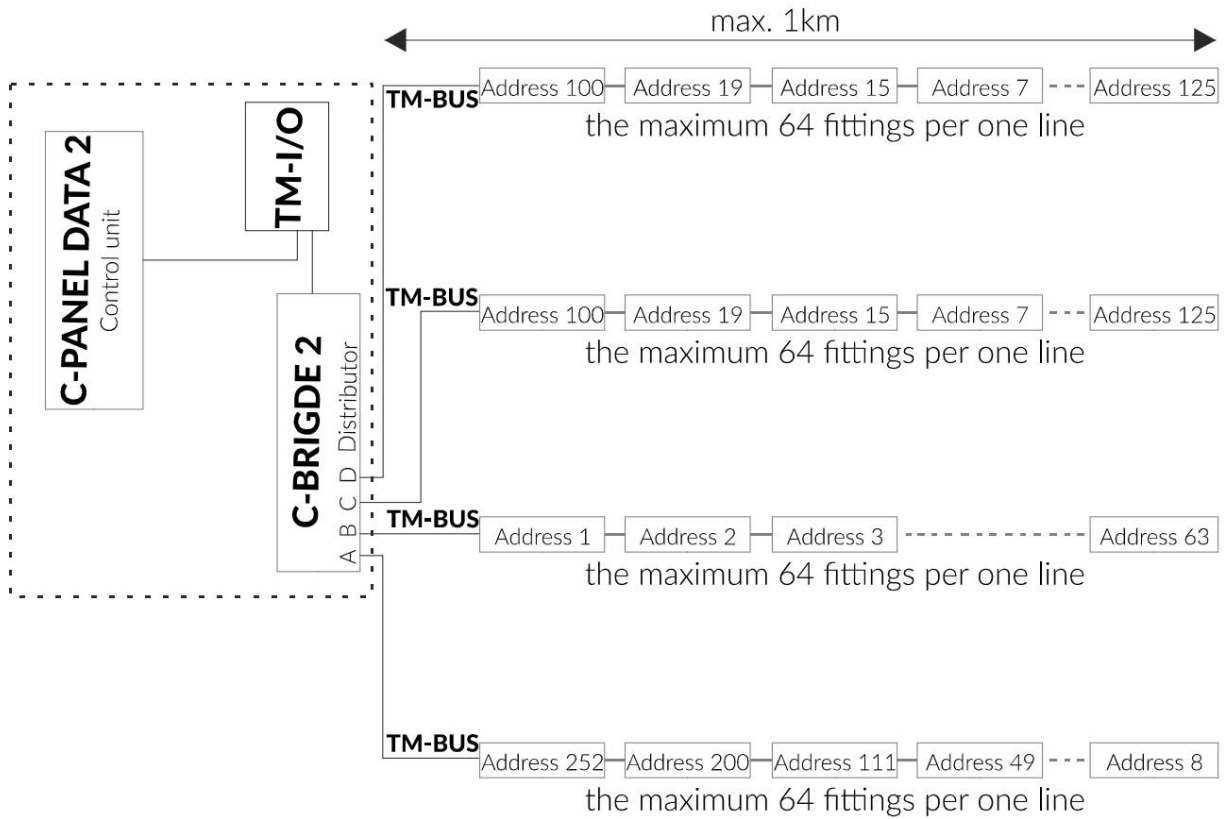 max. 1km
C-PANEL DATA 2
Control unit
TM-I/O
C-BRIGDE 2
Distributor
A B C D
TM-BUS
Address 100 Address 19 Address 15 Address 7 Address 125
the maximum 64 fittings per one line
TM-BUS
Address 100 Address 19 Address 15 Address 7 Address 125
the maximum 64 fittings per one line
TM-BUS
Address 1 Address 2 Address 3 Address 63
the maximum 64 fittings per one line
TM-BUS
Address 252 Address 200 Address 111 Address 49 Address 8
the maximum 64 fittings per one line